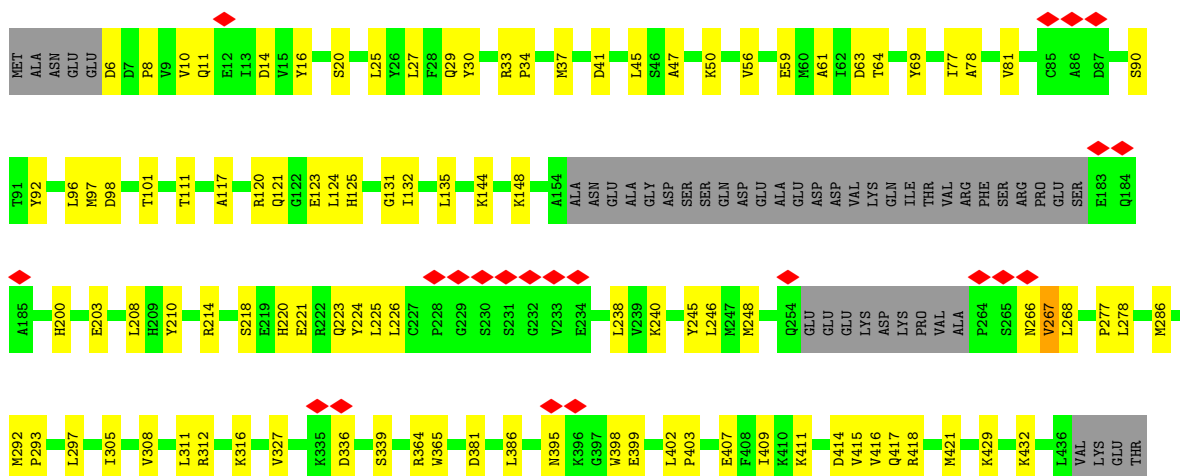 MET ALA ASN GLU GLU D6 D7 P8 V9 V10 Q11 E12 I13 D14 V15 Y16 S20 L25 Y26 L27 F28 Q29 Y30 R33 P34 M37 D41 L45 S46 A47 K50 V56 E59 M60 A61 I62 D63 T64 Y69 I77 A78 V81 C85 A86 D87 S90
T91 Y92 L96 M97 D98 T101 T111 A117 R120 Q121 G122 E123 L124 H125 G131 I132 L135 K144 K148 A154 ALA ASN GLU ALA GLY ASP SER SER GLN ASP GLU ALA GLU ASP ASP VAL LYS GLN ILE THR VAL ARG PHE SER ARG PRO GLU SER E183 Q184
A185 H200 E203 L208 H209 Y210 R214 S218 E219 H220 E221 R222 Q223 Y224 L225 L226 C227 P228 G229 S230 S231 G232 V233 E234 L238 V239 K240 Y245 L246 M247 M248 Q254 GLU GLU GLU LYS ASP LYS PRO VAL ALA P264 S265 N266 V267 L268 P277 L278 M286
M292 P293 L297 I305 V308 L311 R312 K316 V327 K335 D336 S339 R364 W365 D381 L386 N395 K396 G397 W398 E399 L402 P403 E407 F408 I409 K410 K411 D414 V415 V416 Q417 R418 M421 K429 K432 L436 VAL LYS GLU THR